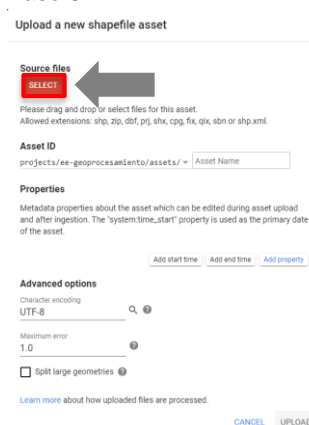 Upload a new shapefile asset
Source files
SELECT
Please drag and drop or select files for this asset.
Allowed extensions: shp, zip, dbf, prj, shx, cpg, fix, qix, sbn or shp.xml.
Asset ID
projects/ee-geoprocesamiento/assets/ Asset Name
Properties
Metadata properties about the asset which can be edited during asset upload
and after ingestion. The "system:time_start" property is used as the primary date
of the asset.
Add start time Add end time Add property
Advanced options
Character encoding
UTF-8
Maximum error
1.0
Split large geometries
Learn more about how uploaded files are processed.
CANCEL UPLOAD